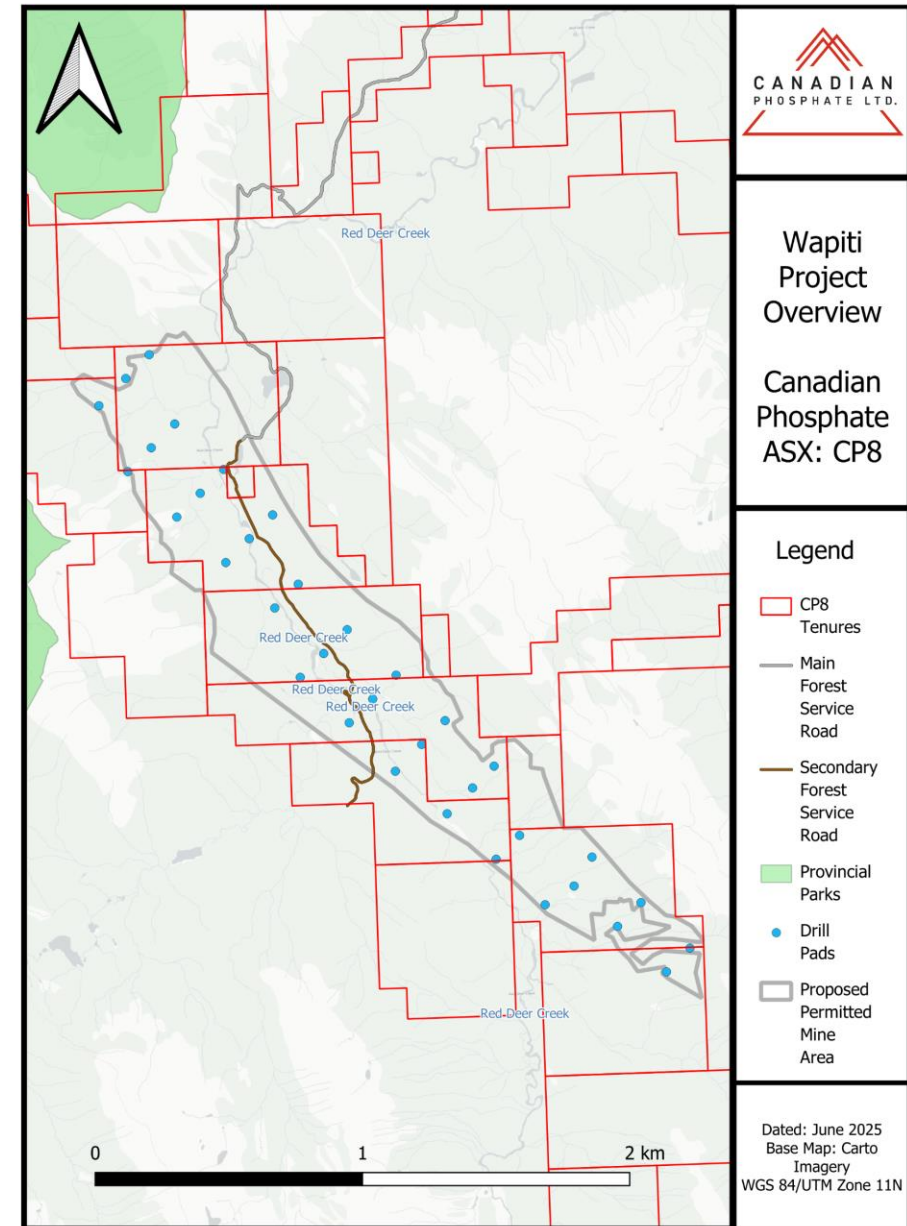 CANADIAN
PHOSPHATE LTD.
Wapiti
Project
Overview
Canadian
Phosphate
ASX: CP8
Legend
CP8
Tenures
Main
Forest
Service
Road
Secondary
Forest
Service
Road
Provincial
Parks
Drill
Pads
Proposed
Permitted
Mine
Area
Dated: June 2025
Base Map: Carto
Imagery
WGS 84/UTM Zone 11N
Red Deer Creek
Red Deer Creek
Red Deer Creek
Red Deer Creek
Red Deer Creek
0 1 2 km